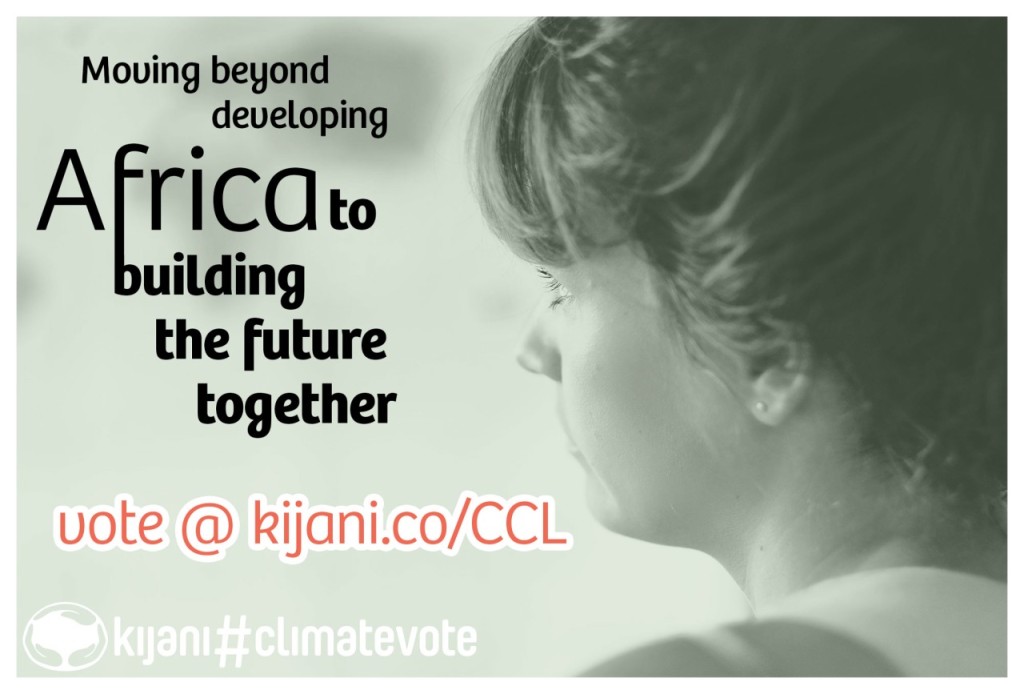 Moving beyond
developing
Africa to
building
the future
together
vote @ kijani.co/CCL
kijani#climatevote